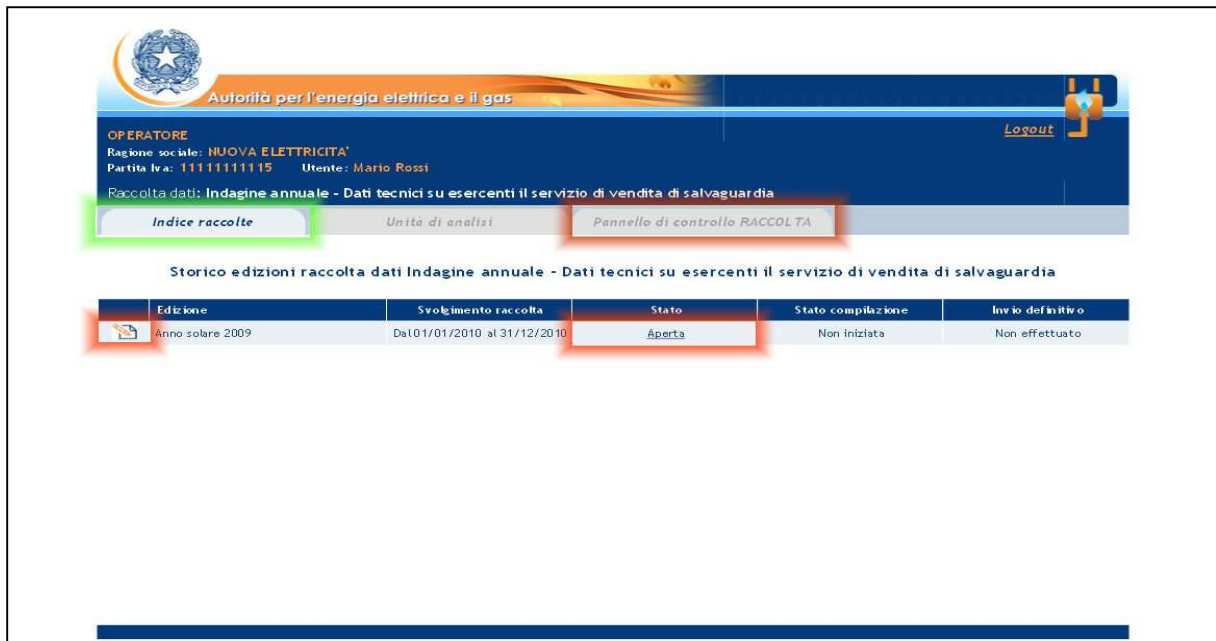 Autorità per l'energia elettrica e il gas
OPERATORE
Logout
Ragione sociale: NUOVA ELETTRICITA'
Partita Iva: 11111111115 Utente: Mario Rossi
Raccolta dati: Indagine annuale - Dati tecnici su esercenti il servizio di vendita di salvaguardia
Indice raccolte Unità di analisi Pannello di controllo RACCOLTA
Storico edizioni raccolta dati Indagine annuale - Dati tecnici su esercenti il servizio di vendita di salvaguardia
Edizione Svolgimento raccolta Stato Stato compilazione Invio definitivo
Anno solare 2009 Dal 01/01/2010 al 31/12/2010 Aperta Non iniziata Non effettuato